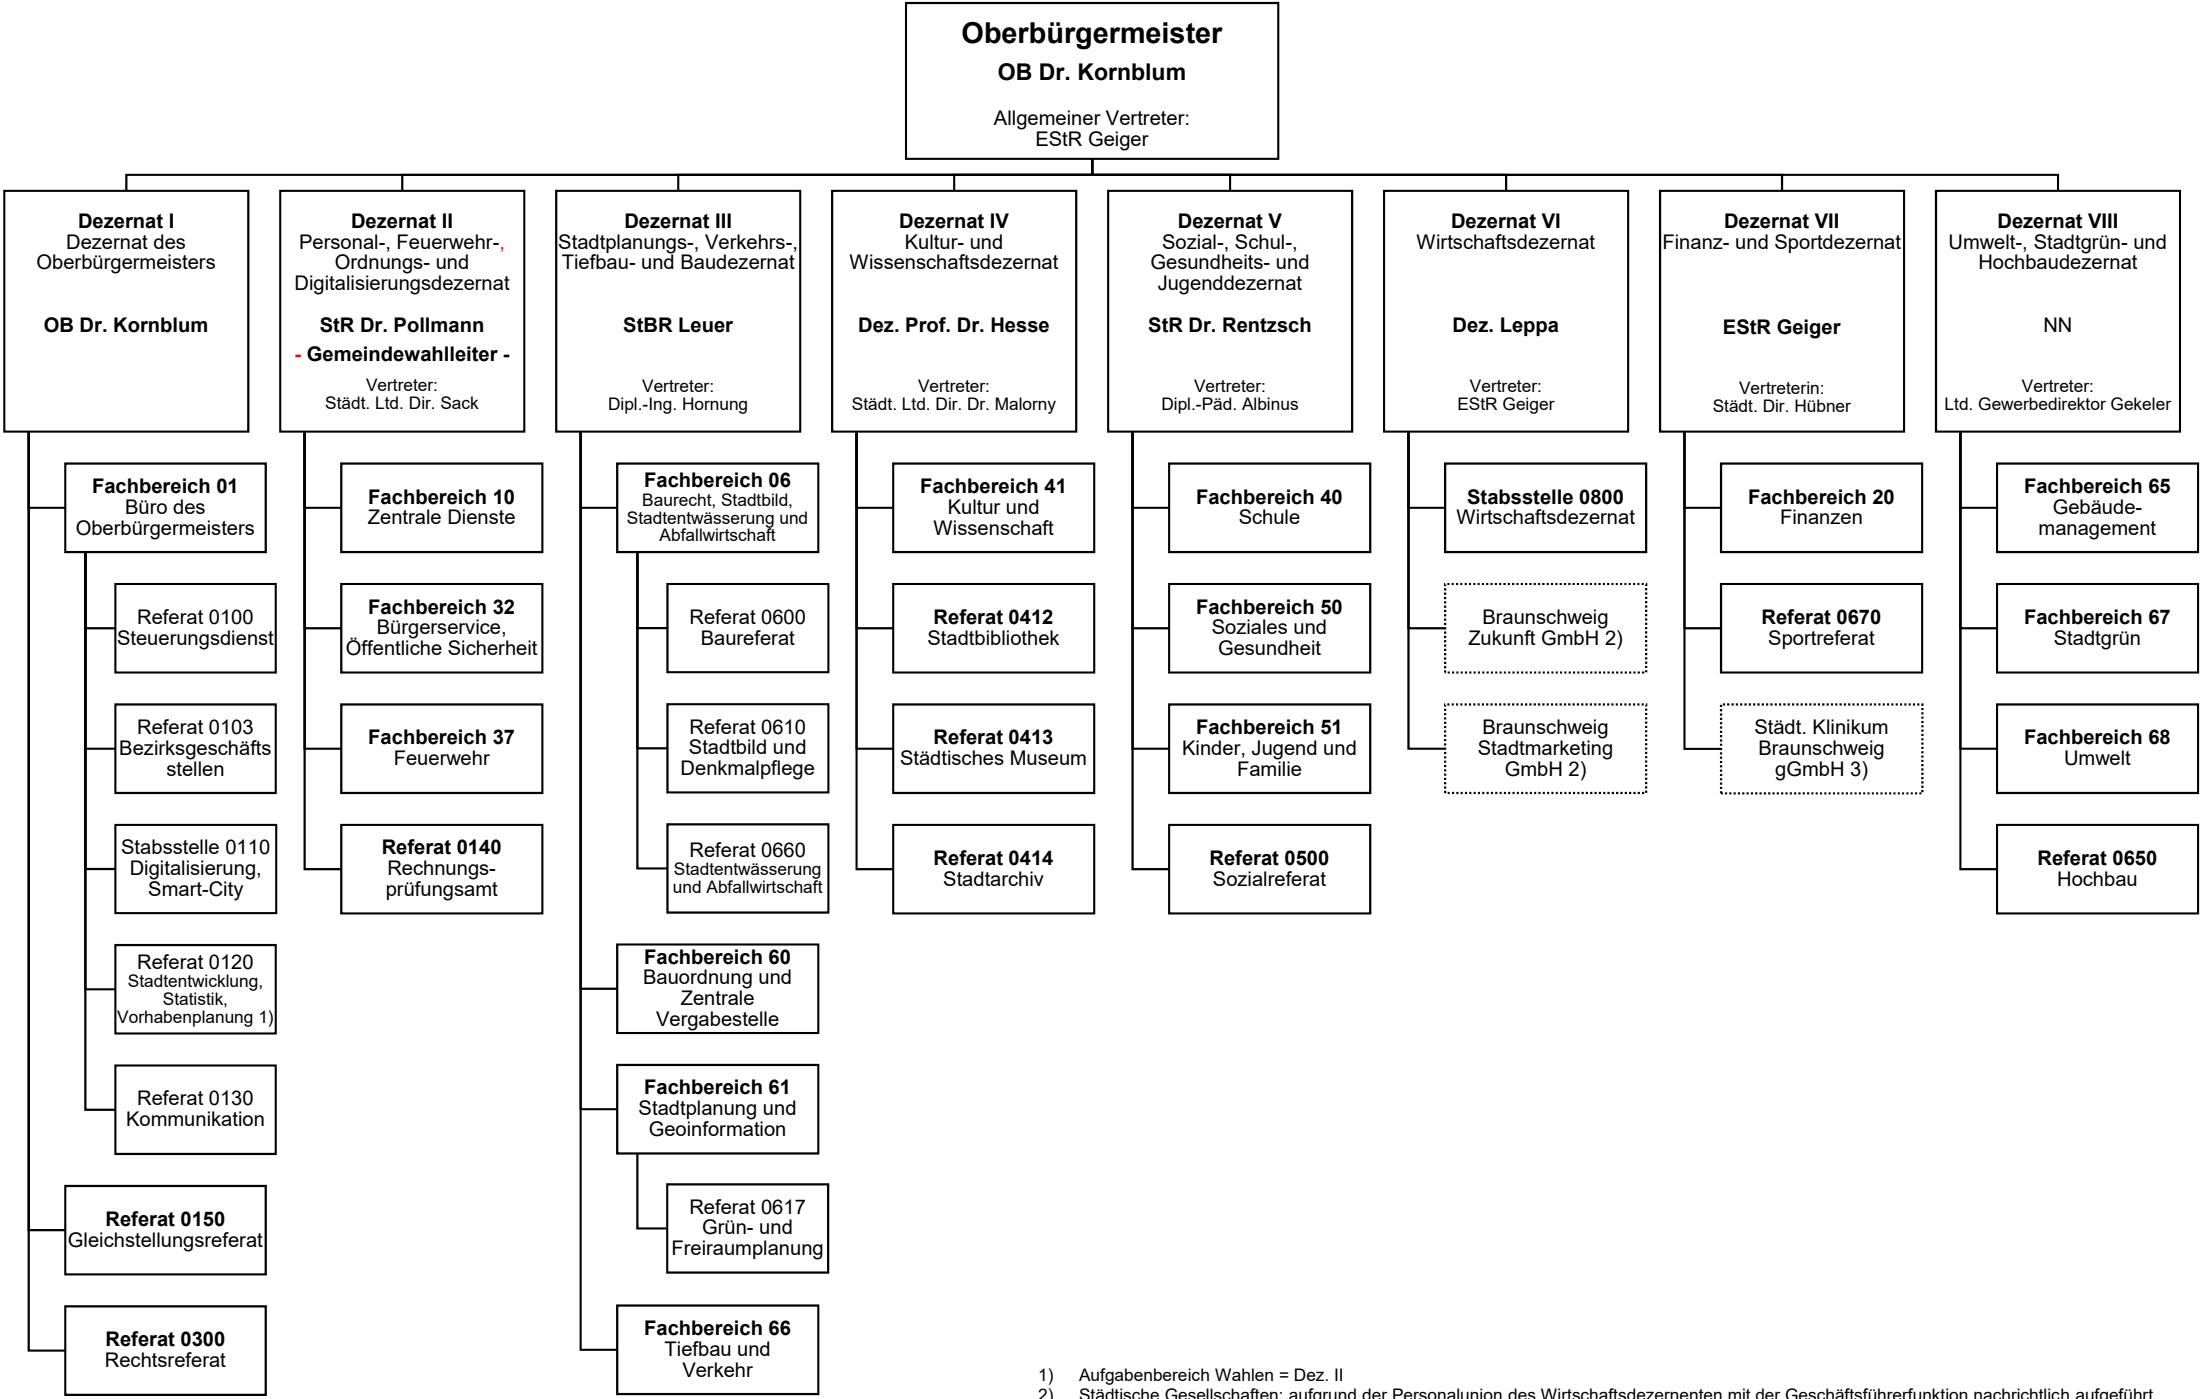 Oberbürgermeister
OB Dr. Kornblum
Allgemeiner Vertreter:
EStR Geiger
Dezernat I
Dezernat des
Oberbürgermeisters
OB Dr. Kornblum
Fachbereich 01
Büro des
Oberbürgermeisters
Referat 0100
Steuerungsdienst
Referat 0103
Bezirksgeschäfts
stellen
Stabsstelle 0110
Digitalisierung,
Smart-City
Referat 0120
Stadtentwicklung,
Statistik,
Vorhabenplanung 1)
Referat 0130
Kommunikation
Referat 0150
Gleichstellungsreferat
Referat 0300
Rechtsreferat
Dezernat II
Personal-, Feuerwehr-,
Ordnungs- und
Digitalisierungsdezernat
StR Dr. Pollmann
- Gemeindewahlleiter -
Vertreter:
Städt. Ltd. Dir. Sack
Fachbereich 10
Zentrale Dienste
Fachbereich 32
Bürgerservice,
Öffentliche Sicherheit
Fachbereich 37
Feuerwehr
Referat 0140
Rechnungs-
prüfungsamt
Dezernat III
Stadtplanungs-, Verkehrs-,
Tiefbau- und Baudezernat
StBR Leuer
Vertreter:
Dipl.-Ing. Hornung
Fachbereich 06
Baurecht, Stadtbild,
Stadtentwässerung und
Abfallwirtschaft
Referat 0600
Baureferat
Referat 0610
Stadtbild und
Denkmalpflege
Referat 0660
Stadtentwässerung
und Abfallwirtschaft
Fachbereich 60
Bauordnung und
Zentrale
Vergabestelle
Fachbereich 61
Stadtplanung und
Geoinformation
Referat 0617
Grün- und
Freiraumplanung
Fachbereich 66
Tiefbau und
Verkehr
Dezernat IV
Kultur- und
Wissenschaftsdezernat
Dez. Prof. Dr. Hesse
Vertreter:
Städt. Ltd. Dir. Dr. Malorny
Fachbereich 41
Kultur und
Wissenschaft
Referat 0412
Stadtbibliothek
Referat 0413
Städtisches Museum
Referat 0414
Stadtarchiv
Dezernat V
Sozial-, Schul-,
Gesundheits- und
Jugenddezernat
StR Dr. Rentzsch
Vertreter:
Dipl.-Päd. Albinus
Fachbereich 40
Schule
Fachbereich 50
Soziales und
Gesundheit
Fachbereich 51
Kinder, Jugend und
Familie
Referat 0500
Sozialreferat
Dezernat VI
Wirtschaftsdezernat
Dez. Leppa
Vertreter:
EStR Geiger
Stabsstelle 0800
Wirtschaftsdezernat
Braunschweig
Zukunft GmbH 2)
Braunschweig
Stadtmarketing
GmbH 2)
Dezernat VII
Finanz- und Sportdezernat
EStR Geiger
Vertreterin:
Städt. Dir. Hübner
Fachbereich 20
Finanzen
Referat 0670
Sportreferat
Städt. Klinikum
Braunschweig
gGmbH 3)
Dezernat VIII
Umwelt-, Stadtgrün- und
Hochbaudezernat
NN
Vertreter:
Ltd. Gewerbedirektor Gekeler
Fachbereich 65
Gebäude-
management
Fachbereich 67
Stadtgrün
Fachbereich 68
Umwelt
Referat 0650
Hochbau
1) Aufgabenbereich Wahlen = Dez. II
2) Städtische Gesellschaften; aufgrund der Personalunion des Wirtschaftsdezernenten mit der Geschäftsführerfunktion nachrichtlich aufgeführt